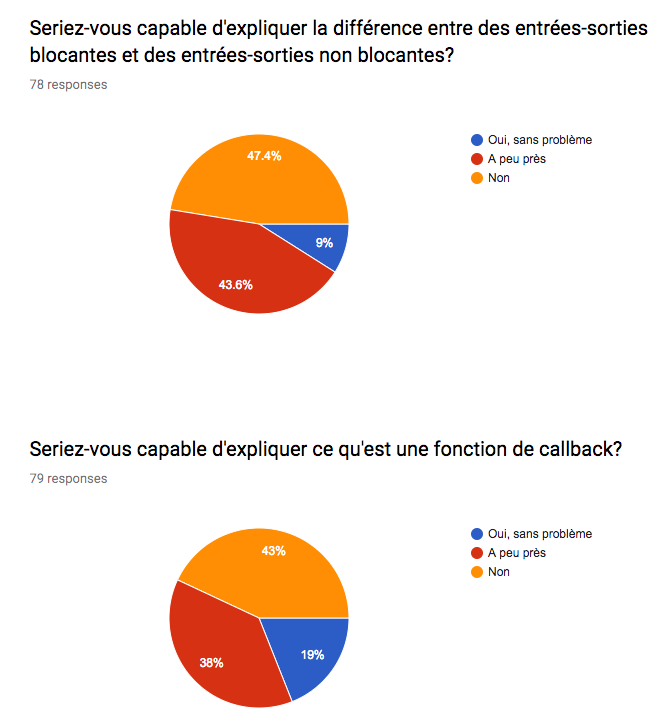 Seriez-vous capable d'expliquer la différence entre des entrées-sorties
blocantes et des entrées-sorties non blocantes?
78 responses
47.4%
9%
43.6%
Oui, sans problème
A peu près
Non
Seriez-vous capable d'expliquer ce qu'est une fonction de callback?
79 responses
43%
38%
19%
Oui, sans problème
A peu près
Non